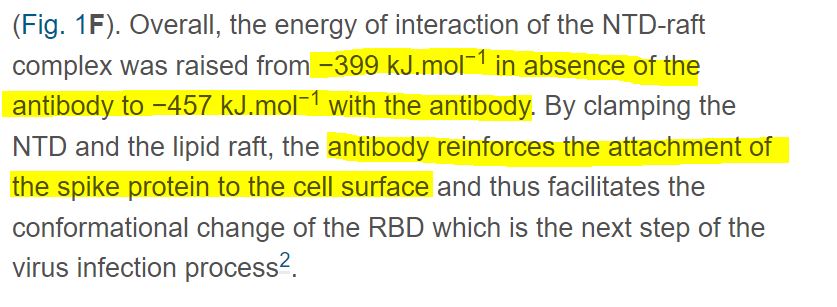 (Fig. 1F). Overall, the energy of interaction of the NTD-raft
complex was raised from −399 kJ.mol⁻¹ in absence of the
antibody to −457 kJ.mol⁻¹ with the antibody. By clamping the
NTD and the lipid raft, the antibody reinforces the attachment of
the spike protein to the cell surface and thus facilitates the
conformational change of the RBD which is the next step of the
virus infection process².